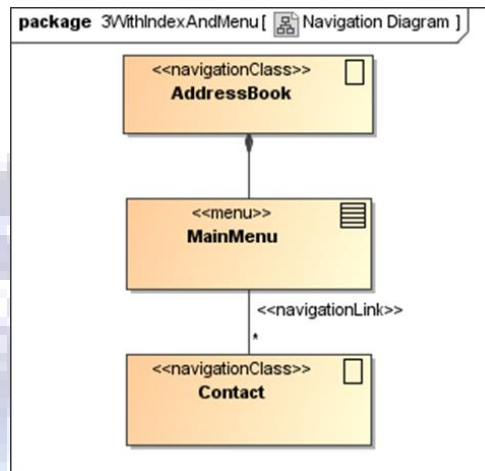 package 3WithIndexAndMenu [ Navigation Diagram ]
<<navigationClass>>
AddressBook
<<menu>>
MainMenu
<<navigationLink>>
*
<<navigationClass>>
Contact